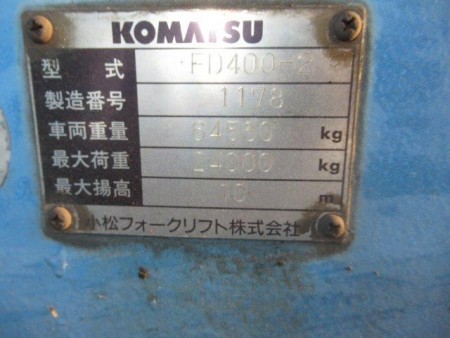 KOMATSU
型 式 FD400-2
製造番号 1178
車両重量 64500 kg
最大荷重 24000 kg
最大揚高 10 m
小松フォークリフト株式会社